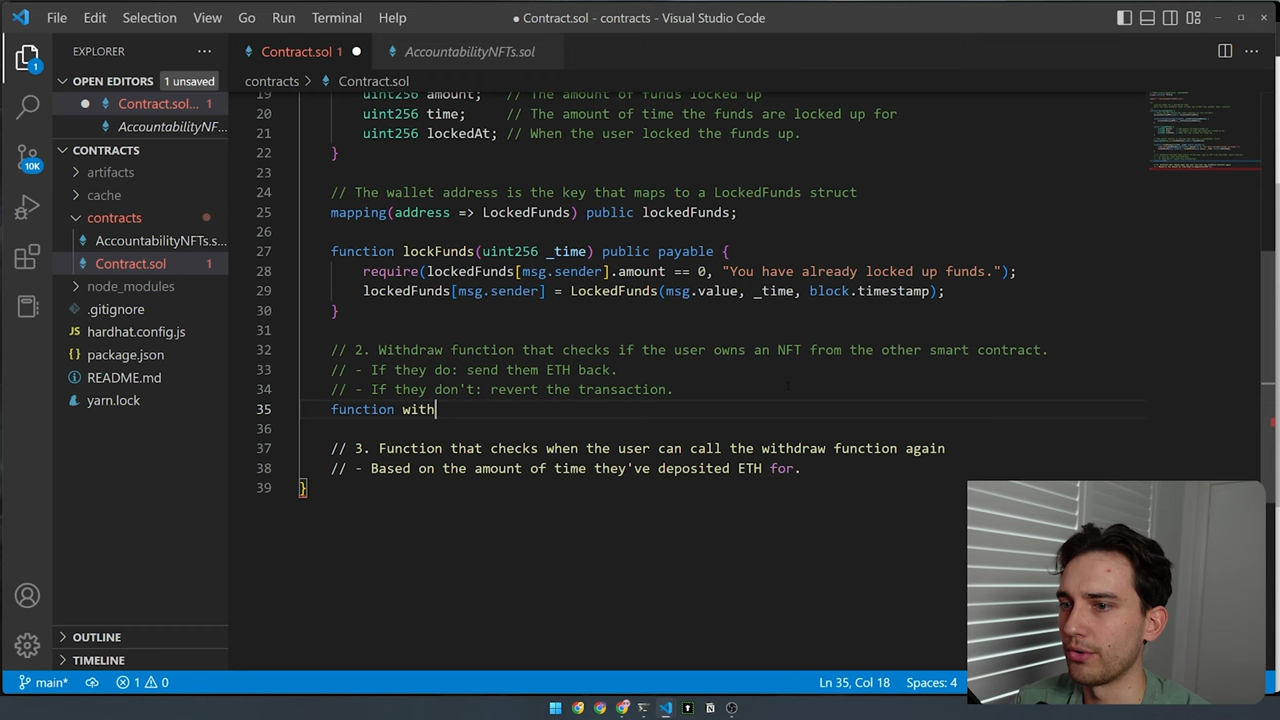 File Edit Selection View Go Run Terminal Help
● Contract.sol - contracts - Visual Studio Code
EXPLORER
OPEN EDITORS 1 unsaved
Contract.sol... 1
AccountabilityNF...
CONTRACTS
artifacts
cache
contracts
AccountabilityNFTs.s...
Contract.sol 1
node_modules
.gitignore
hardhat.config.js
package.json
README.md
yarn.lock
OUTLINE
TIMELINE
10K
1
Contract.sol 1
AccountabilityNFTs.sol
contracts > Contract.sol
19 uint256 amount; // The amount of funds locked up
20 uint256 time; // The amount of time the funds are locked up for
21 uint256 lockedAt; // When the user locked the funds up.
22 }
23
24 // The wallet address is the key that maps to a LockedFunds struct
25 mapping(address => LockedFunds) public lockedFunds;
26
27 function lockFunds(uint256 _time) public payable {
28 require(lockedFunds[msg.sender].amount == 0, "You have already locked up funds.");
29 lockedFunds[msg.sender] = LockedFunds(msg.value, _time, block.timestamp);
30 }
31
32 // 2. Withdraw function that checks if the user owns an NFT from the other smart contract.
33 // - If they do: send them ETH back.
34 // - If they don't: revert the transaction.
35 function with
36
37 // 3. Function that checks when the user can call the withdraw function again
38 // - Based on the amount of time they've deposited ETH for.
39 }
main* 1 0
Ln 35, Col 18 Spaces: 4